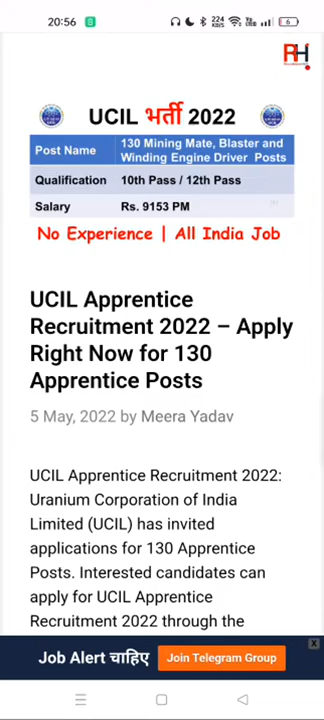 20:56
224 KB/S
6
RH
UCIL भर्ती 2022
Post Name 130 Mining Mate, Blaster and Winding Engine Driver Posts
Qualification 10th Pass / 12th Pass
Salary Rs. 9153 PM
No Experience | All India Job
UCIL Apprentice
Recruitment 2022 – Apply
Right Now for 130
Apprentice Posts
5 May, 2022 by Meera Yadav
UCIL Apprentice Recruitment 2022:
Uranium Corporation of India
Limited (UCIL) has invited
applications for 130 Apprentice
Posts. Interested candidates can
apply for UCIL Apprentice
Recruitment 2022 through the
Job Alert चाहिए Join Telegram Group
X